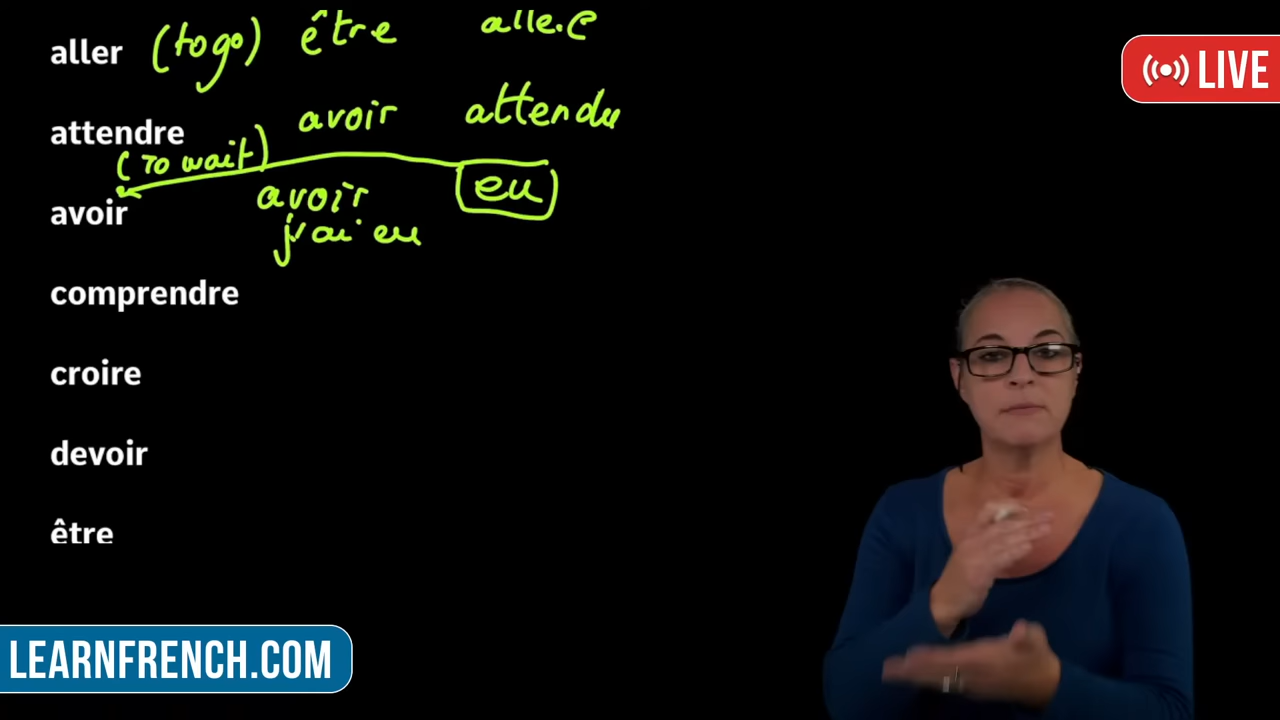 aller (to go) être allé.e
attendre avoir attendu
(to wait)
avoir avoir eu
j'ai eu
comprendre
croire
devoir
être
LIVE
LEARNFRENCH.COM